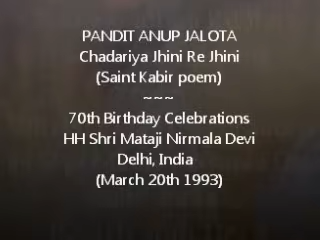 PANDIT ANUP JALOTA
Chadariya Jhini Re Jhini
(Saint Kabir poem)
~~~
70th Birthday Celebrations
HH Shri Mataji Nirmala Devi
Delhi, India
(March 20th 1993)